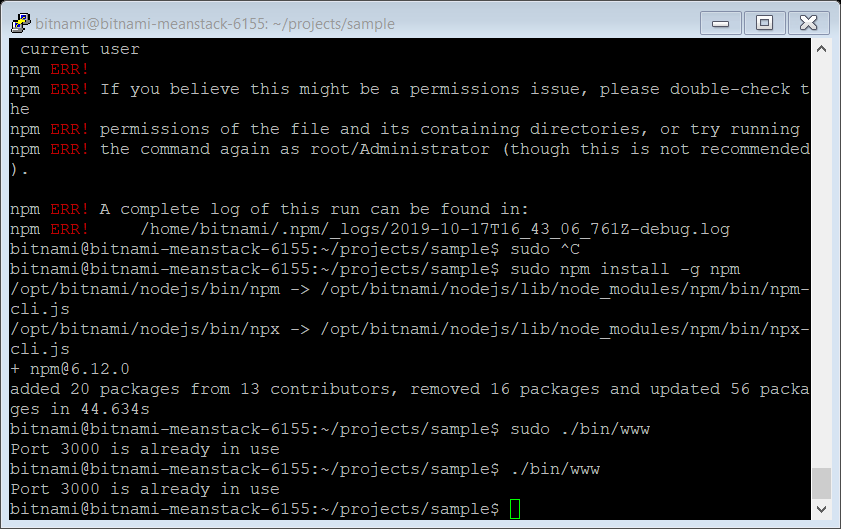 bitnami@bitnami-meanstack-6155: ~/projects/sample
 current user
npm ERR!
npm ERR! If you believe this might be a permissions issue, please double-check t
he
npm ERR! permissions of the file and its containing directories, or try running
npm ERR! the command again as root/Administrator (though this is not recommended
).
npm ERR! A complete log of this run can be found in:
npm ERR!     /home/bitnami/.npm/_logs/2019-10-17T16_43_06_761Z-debug.log
bitnami@bitnami-meanstack-6155:~/projects/sample$ sudo ^C
bitnami@bitnami-meanstack-6155:~/projects/sample$ sudo npm install -g npm
/opt/bitnami/nodejs/bin/npm -> /opt/bitnami/nodejs/lib/node_modules/npm/bin/npm-
cli.js
/opt/bitnami/nodejs/bin/npx -> /opt/bitnami/nodejs/lib/node_modules/npm/bin/npx-
cli.js
+ npm@6.12.0
added 20 packages from 13 contributors, removed 16 packages and updated 56 packa
ges in 44.634s
bitnami@bitnami-meanstack-6155:~/projects/sample$ sudo ./bin/www
Port 3000 is already in use
bitnami@bitnami-meanstack-6155:~/projects/sample$ ./bin/www
Port 3000 is already in use
bitnami@bitnami-meanstack-6155:~/projects/sample$